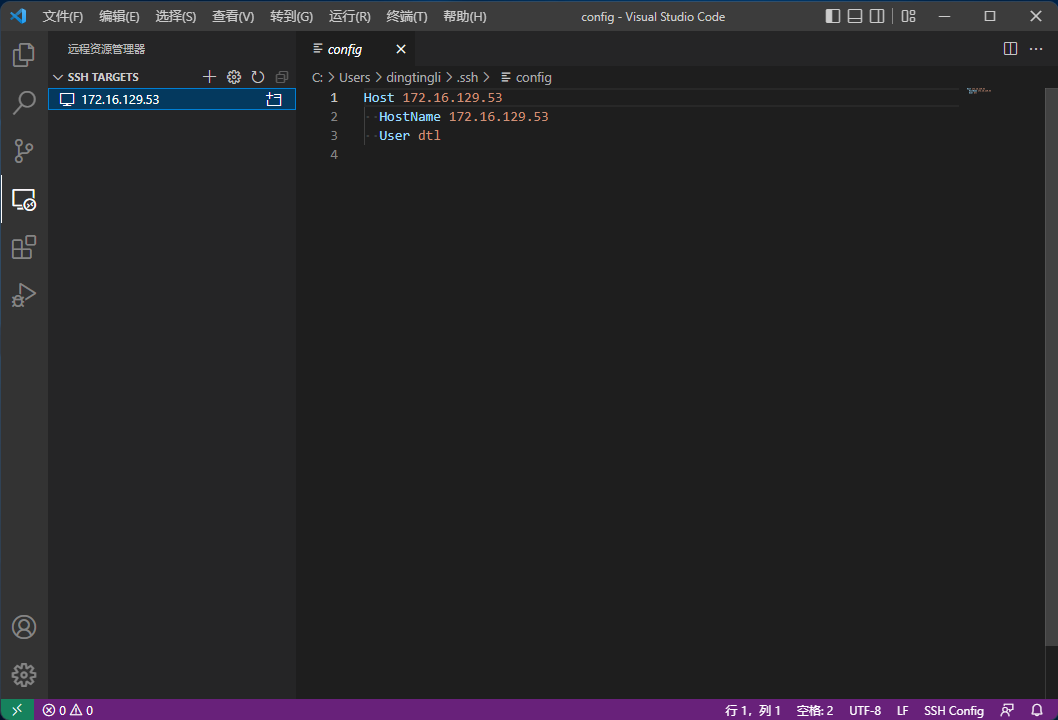 文件(F) 编辑(E) 选择(S) 查看(V) 转到(G) 运行(R) 终端(T) 帮助(H) config - Visual Studio Code
远程资源管理器
SSH TARGETS
172.16.129.53
config
C: > Users > dingtingli > .ssh > config
1 Host 172.16.129.53
2 HostName 172.16.129.53
3 User dtl
4
0 0 行 1，列 1 空格: 2 UTF-8 LF SSH Config